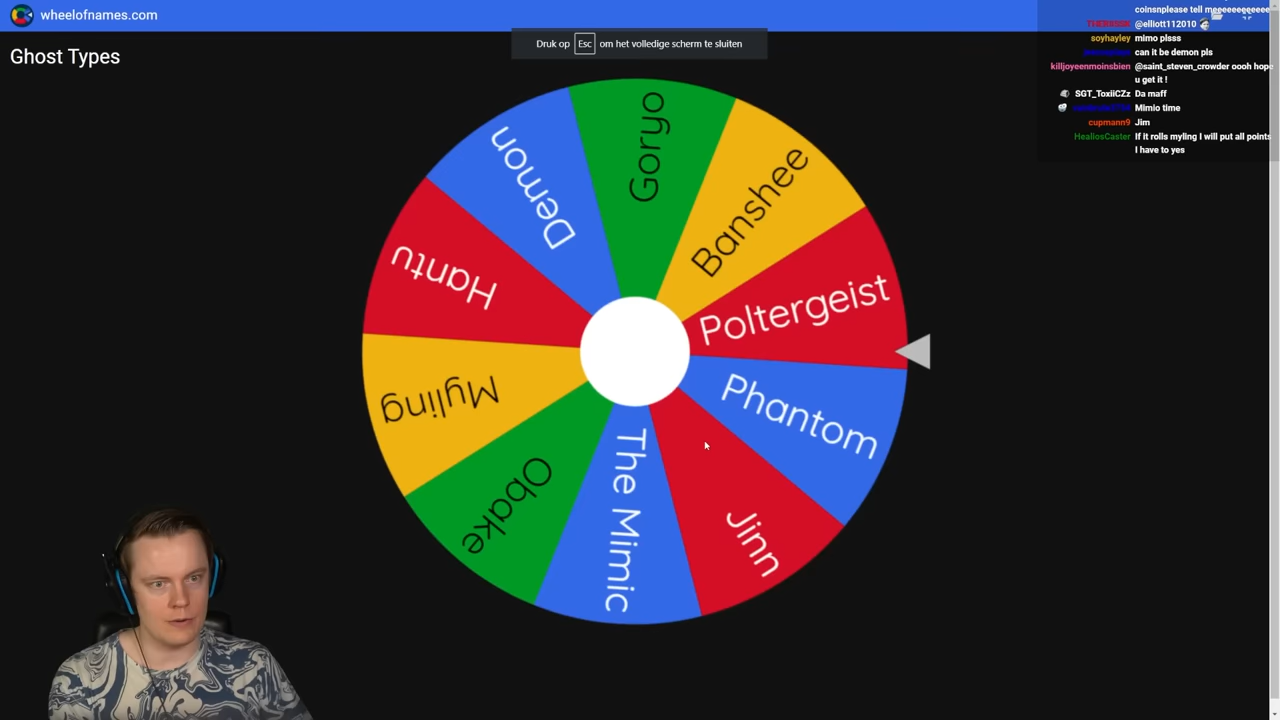 wheelofnames.com
Ghost Types
Druk op Esc om het volledige scherm te sluiten
coinsnplease tell meeeeeeeeeeee
@elliott112010
soyhayley mimo plsss
can it be demon pls
killjoyeenmoinsbien @saint_steven_crowder oooh hope
u get it !
SGT_ToxiiCZz Da maff
Mimio time
cupmann9 Jim
HealiosCaster If it rolls myling I will put all points
I have to yes
Goryo
Banshee
Poltergeist
Phantom
Jinn
The Mimic
Obake
Myling
Hantu
Demon